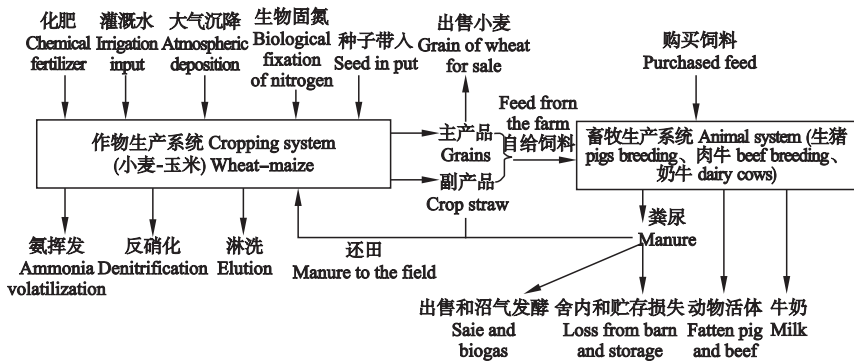 化肥
Chemical
fertilizer
灌溉水
Irrigation
input
大气沉降
Atmospheric
deposition
生物固氮
Biological
fixation
of nitrogen
种子带入
Seed in put
出售小麦
Grain of wheat
for sale
购买饲料
Purchased feed
作物生产系统 Cropping system
(小麦-玉米) Wheat-maize
主产品
Grains
副产品
Crop straw
Feed frorn
the farm
自给饲料
畜牧生产系统 Animal system (生猪
pigs breeding、肉牛 beef breeding、
奶牛 dairy cows)
氨挥发
Ammonia
volatilization
反硝化
Denitrification
淋洗
Elution
还田
Manure to the field
粪尿
Manure
出售和沼气发酵
Saie and
biogas
舍内和贮存损失
Loss from barn
and storage
动物活体
Fatten pig
and beef
牛奶
Milk